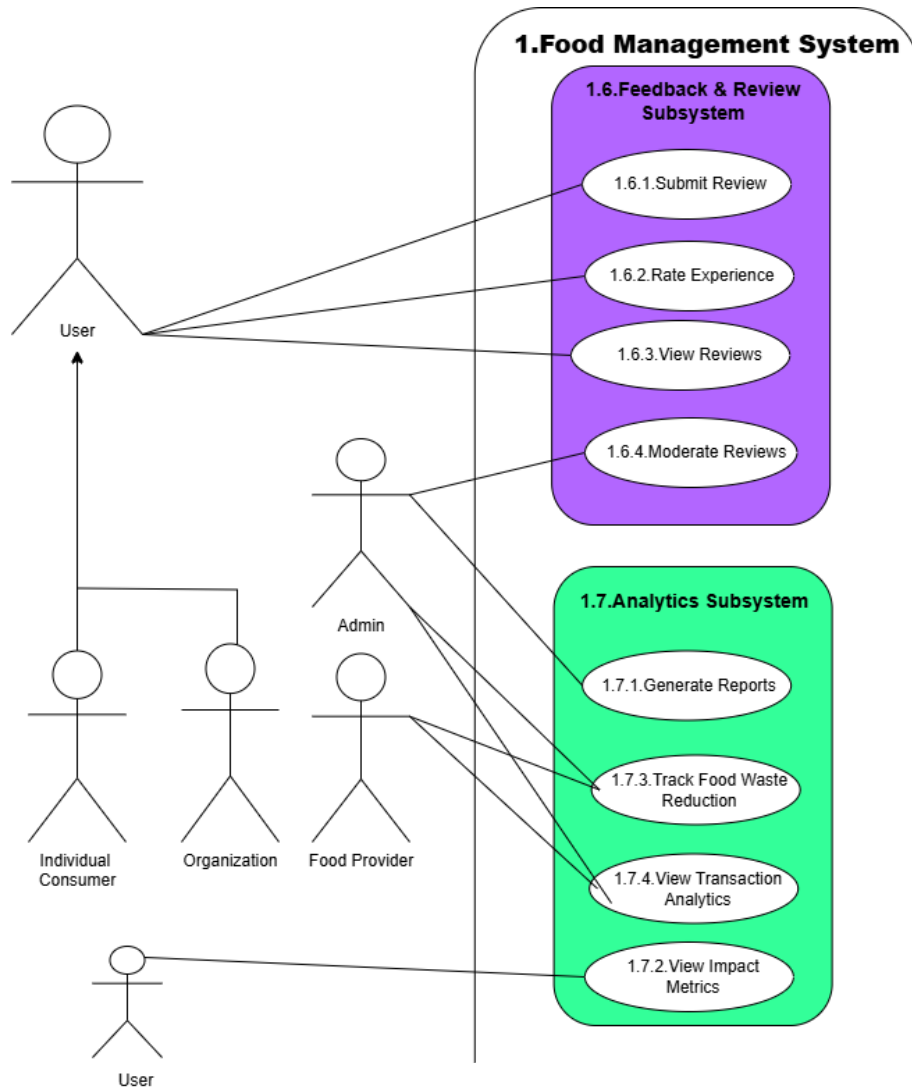 1.Food Management System
1.6.Feedback & Review
Subsystem
1.6.1.Submit Review
1.6.2.Rate Experience
User
1.6.3.View Reviews
1.6.4.Moderate Reviews
1.7.Analytics Subsystem
Admin
1.7.1.Generate Reports
1.7.3.Track Food Waste
Reduction
Individual
Consumer
Organization
Food Provider
1.7.4.View Transaction
Analytics
1.7.2.View Impact
Metrics
User